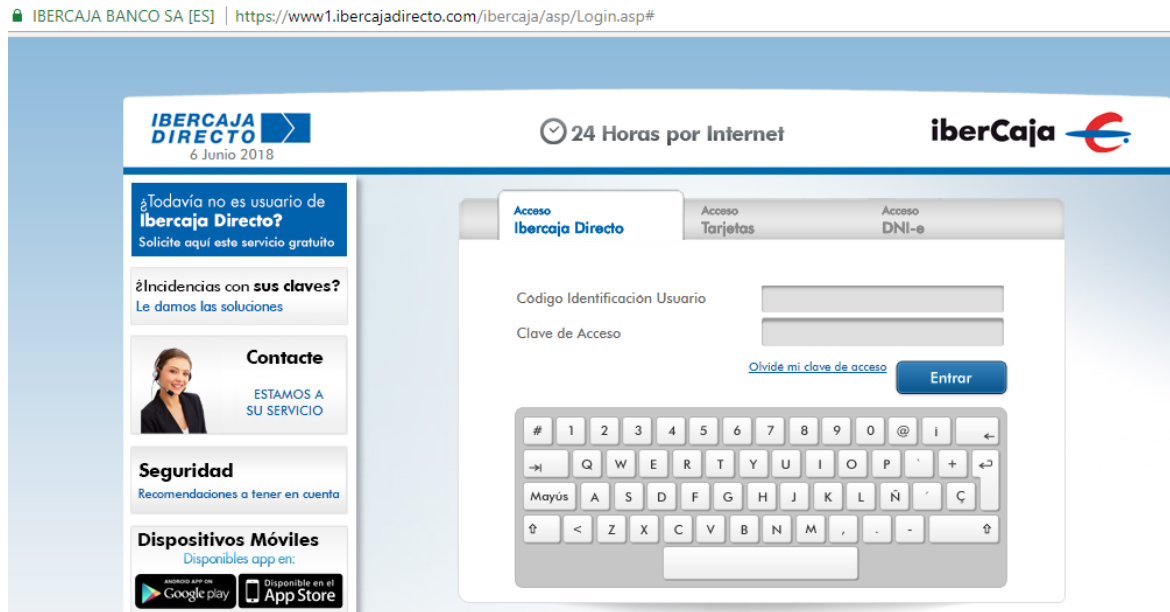 IBERCAJA BANCO SA [ES] | https://www1.ibercajadirecto.com/ibercaja/asp/Login.asp#
IBERCAJA
DIRECTO
6 Junio 2018
24 Horas por Internet
iberCaja
¿Todavía no es usuario de
Ibercaja Directo?
Solicite aquí este servicio gratuito
¿Incidencias con sus claves?
Le damos las soluciones
Contacte
ESTAMOS A
SU SERVICIO
Seguridad
Recomendaciones a tener en cuenta
Dispositivos Móviles
Disponibles app en:
ANDROID APP ON
Google play
Disponible en el
App Store
Acceso
Ibercaja Directo
Acceso
Tarjetas
Acceso
DNI-e
Código Identificación Usuario
Clave de Acceso
Olvidé mi clave de acceso
Entrar
# 1 2 3 4 5 6 7 8 9 0 @ ¡ ←
Q W E R T Y U I O P ` +
Mayús A S D F G H J K L Ñ ´ Ç
⇧ < Z X C V B N M , . - ⇧